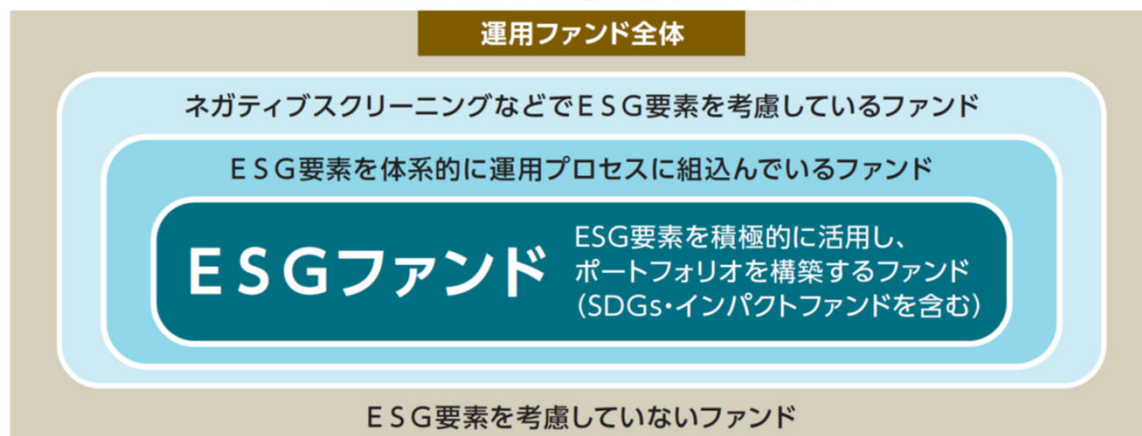 運用ファンド全体
ネガティブスクリーニングなどでESG要素を考慮しているファンド
ESG要素を体系的に運用プロセスに組込んでいるファンド
ESGファンド
ESG要素を積極的に活用し、
ポートフォリオを構築するファンド
(SDGs・インパクトファンドを含む)
ESG要素を考慮していないファンド